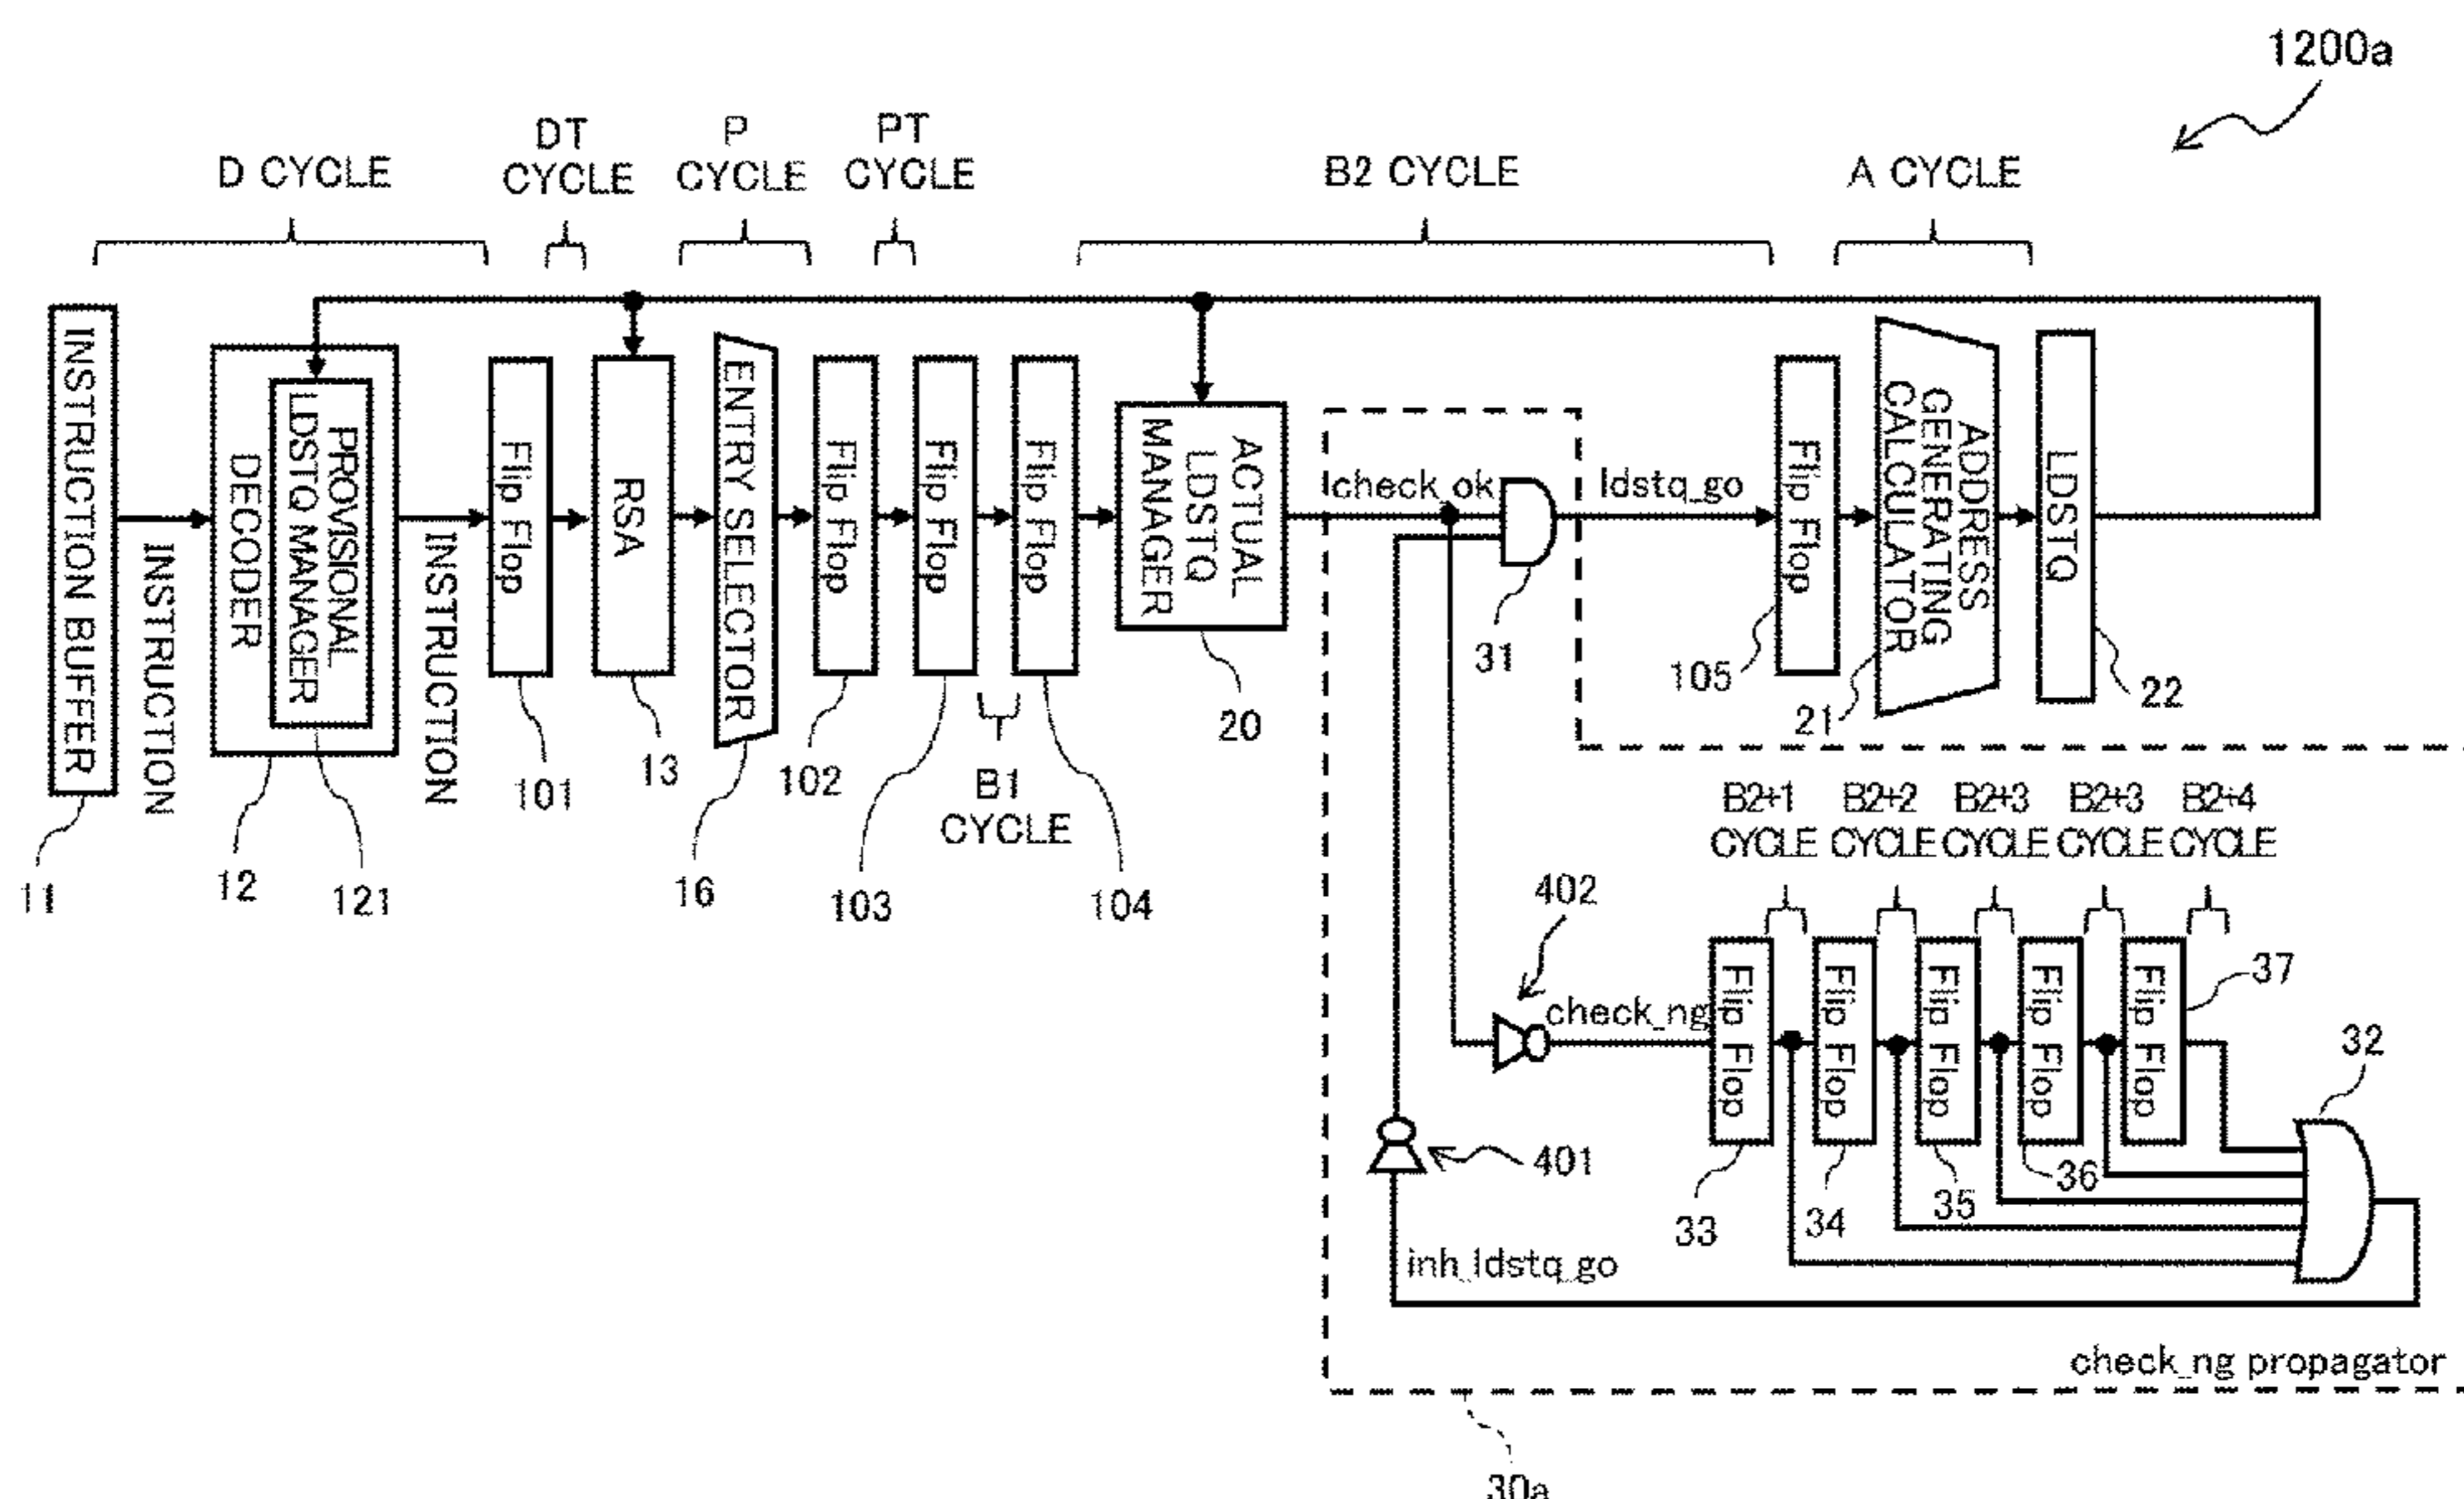 1200a
D CYCLE
DT
CYCLE
P
CYCLE
PT
CYCLE
B2 CYCLE
A CYCLE
INSTRUCTION BUFFER
INSTRUCTION
DECODER
PROVISIONAL
LDSTQ MANAGER
INSTRUCTION
Flip Flop
RSA
ENTRY SELECTOR
Flip Flop
Flip Flop
Flip Flop
ACTUAL
LDSTQ
MANAGER
check_ok
ldstq_go
Flip Flop
ADDRESS
GENERATING
CALCULATOR
LDSTQ
11
12
121
101
13
16
102
103
B1
CYCLE
104
20
31
105
21
22
B2+1
CYCLE
B2+2
CYCLE
B2+3
CYCLE
B2+3
CYCLE
B2+4
CYCLE
402
check_ng
Flip Flop
Flip Flop
Flip Flop
Flip Flop
Flip Flop
37
32
401
33
34
35
36
inh_ldstq_go
check_ng propagator
30a